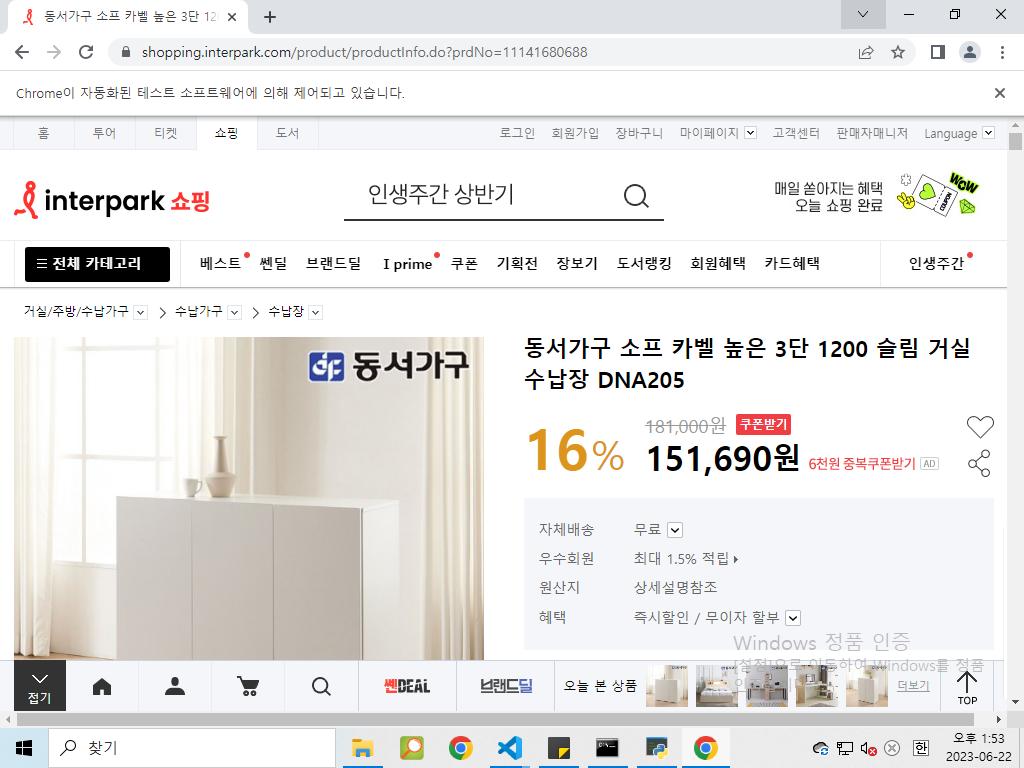 동서가구 소프 카벨 높은 3단 12
shopping.interpark.com/product/productInfo.do?prdNo=11141680688
Chrome이 자동화된 테스트 소프트웨어에 의해 제어되고 있습니다.
홈 투어 티켓 쇼핑 도서 로그인 회원가입 장바구니 마이페이지 고객센터 판매자매니저 Language
interpark 쇼핑 인생주간 상반기
매일 쏟아지는 혜택
오늘 쇼핑 완료
WOW
COUPON
전체 카테고리 베스트 쎈딜 브랜드딜 I prime 쿠폰 기획전 장보기 도서랭킹 회원혜택 카드혜택 인생주간
거실/주방/수납가구 수납가구 수납장
동서가구
동서가구 소프 카벨 높은 3단 1200 슬림 거실
수납장 DNA205
16%
181,000원 쿠폰받기
151,690원 6천원 중복쿠폰받기 AD
자체배송 무료
우수회원 최대 1.5% 적립
원산지 상세설명참조
혜택 즉시할인 / 무이자 할부
Windows 정품 인증
[설정]으로 이동하여 Windows를 정품
접기 쎈DEAL 브랜드딜 오늘 본 상품 더보기 TOP
찾기
한
오후 1:53
2023-06-22